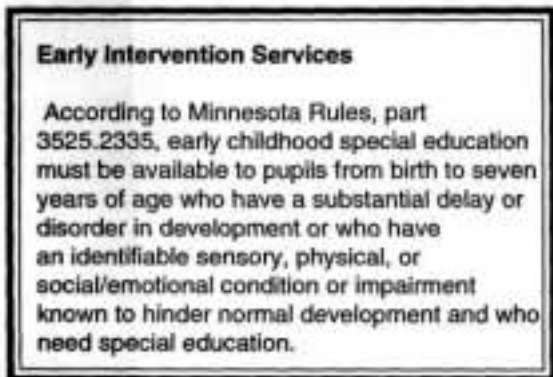 Early Intervention Services
According to Minnesota Rules, part
3525.2335, early childhood special education
must be available to pupils from birth to seven
years of age who have a substantial delay or
disorder in development or who have
an identifiable sensory, physical, or
social/emotional condition or impairment
known to hinder normal development and who
need special education.